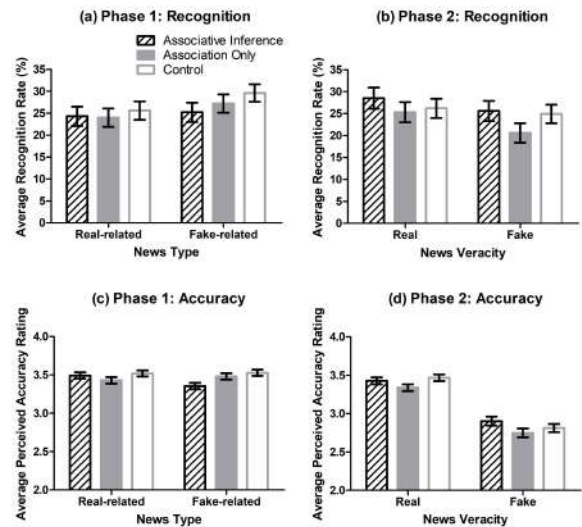 (a) Phase 1: Recognition
Associative Inference
Association Only
Control
Average Recognition Rate (%)
35
30
25
20
15
10
5
0
Real-related
Fake-related
News Type
(b) Phase 2: Recognition
Average Recognition Rate (%)
35
30
25
20
25
10
5
0
Real
Fake
News Veracity
(c) Phase 1: Accuracy
Average Perceived Accuracy Rating
4.0
3.5
3.0
2.5
2.0
Real-related
Fake-related
News Type
(d) Phase 2: Accuracy
Average Perceived Accuracy Rating
4.0
3.5
3.0
2.5
2.0
Real
Fake
News Veracity